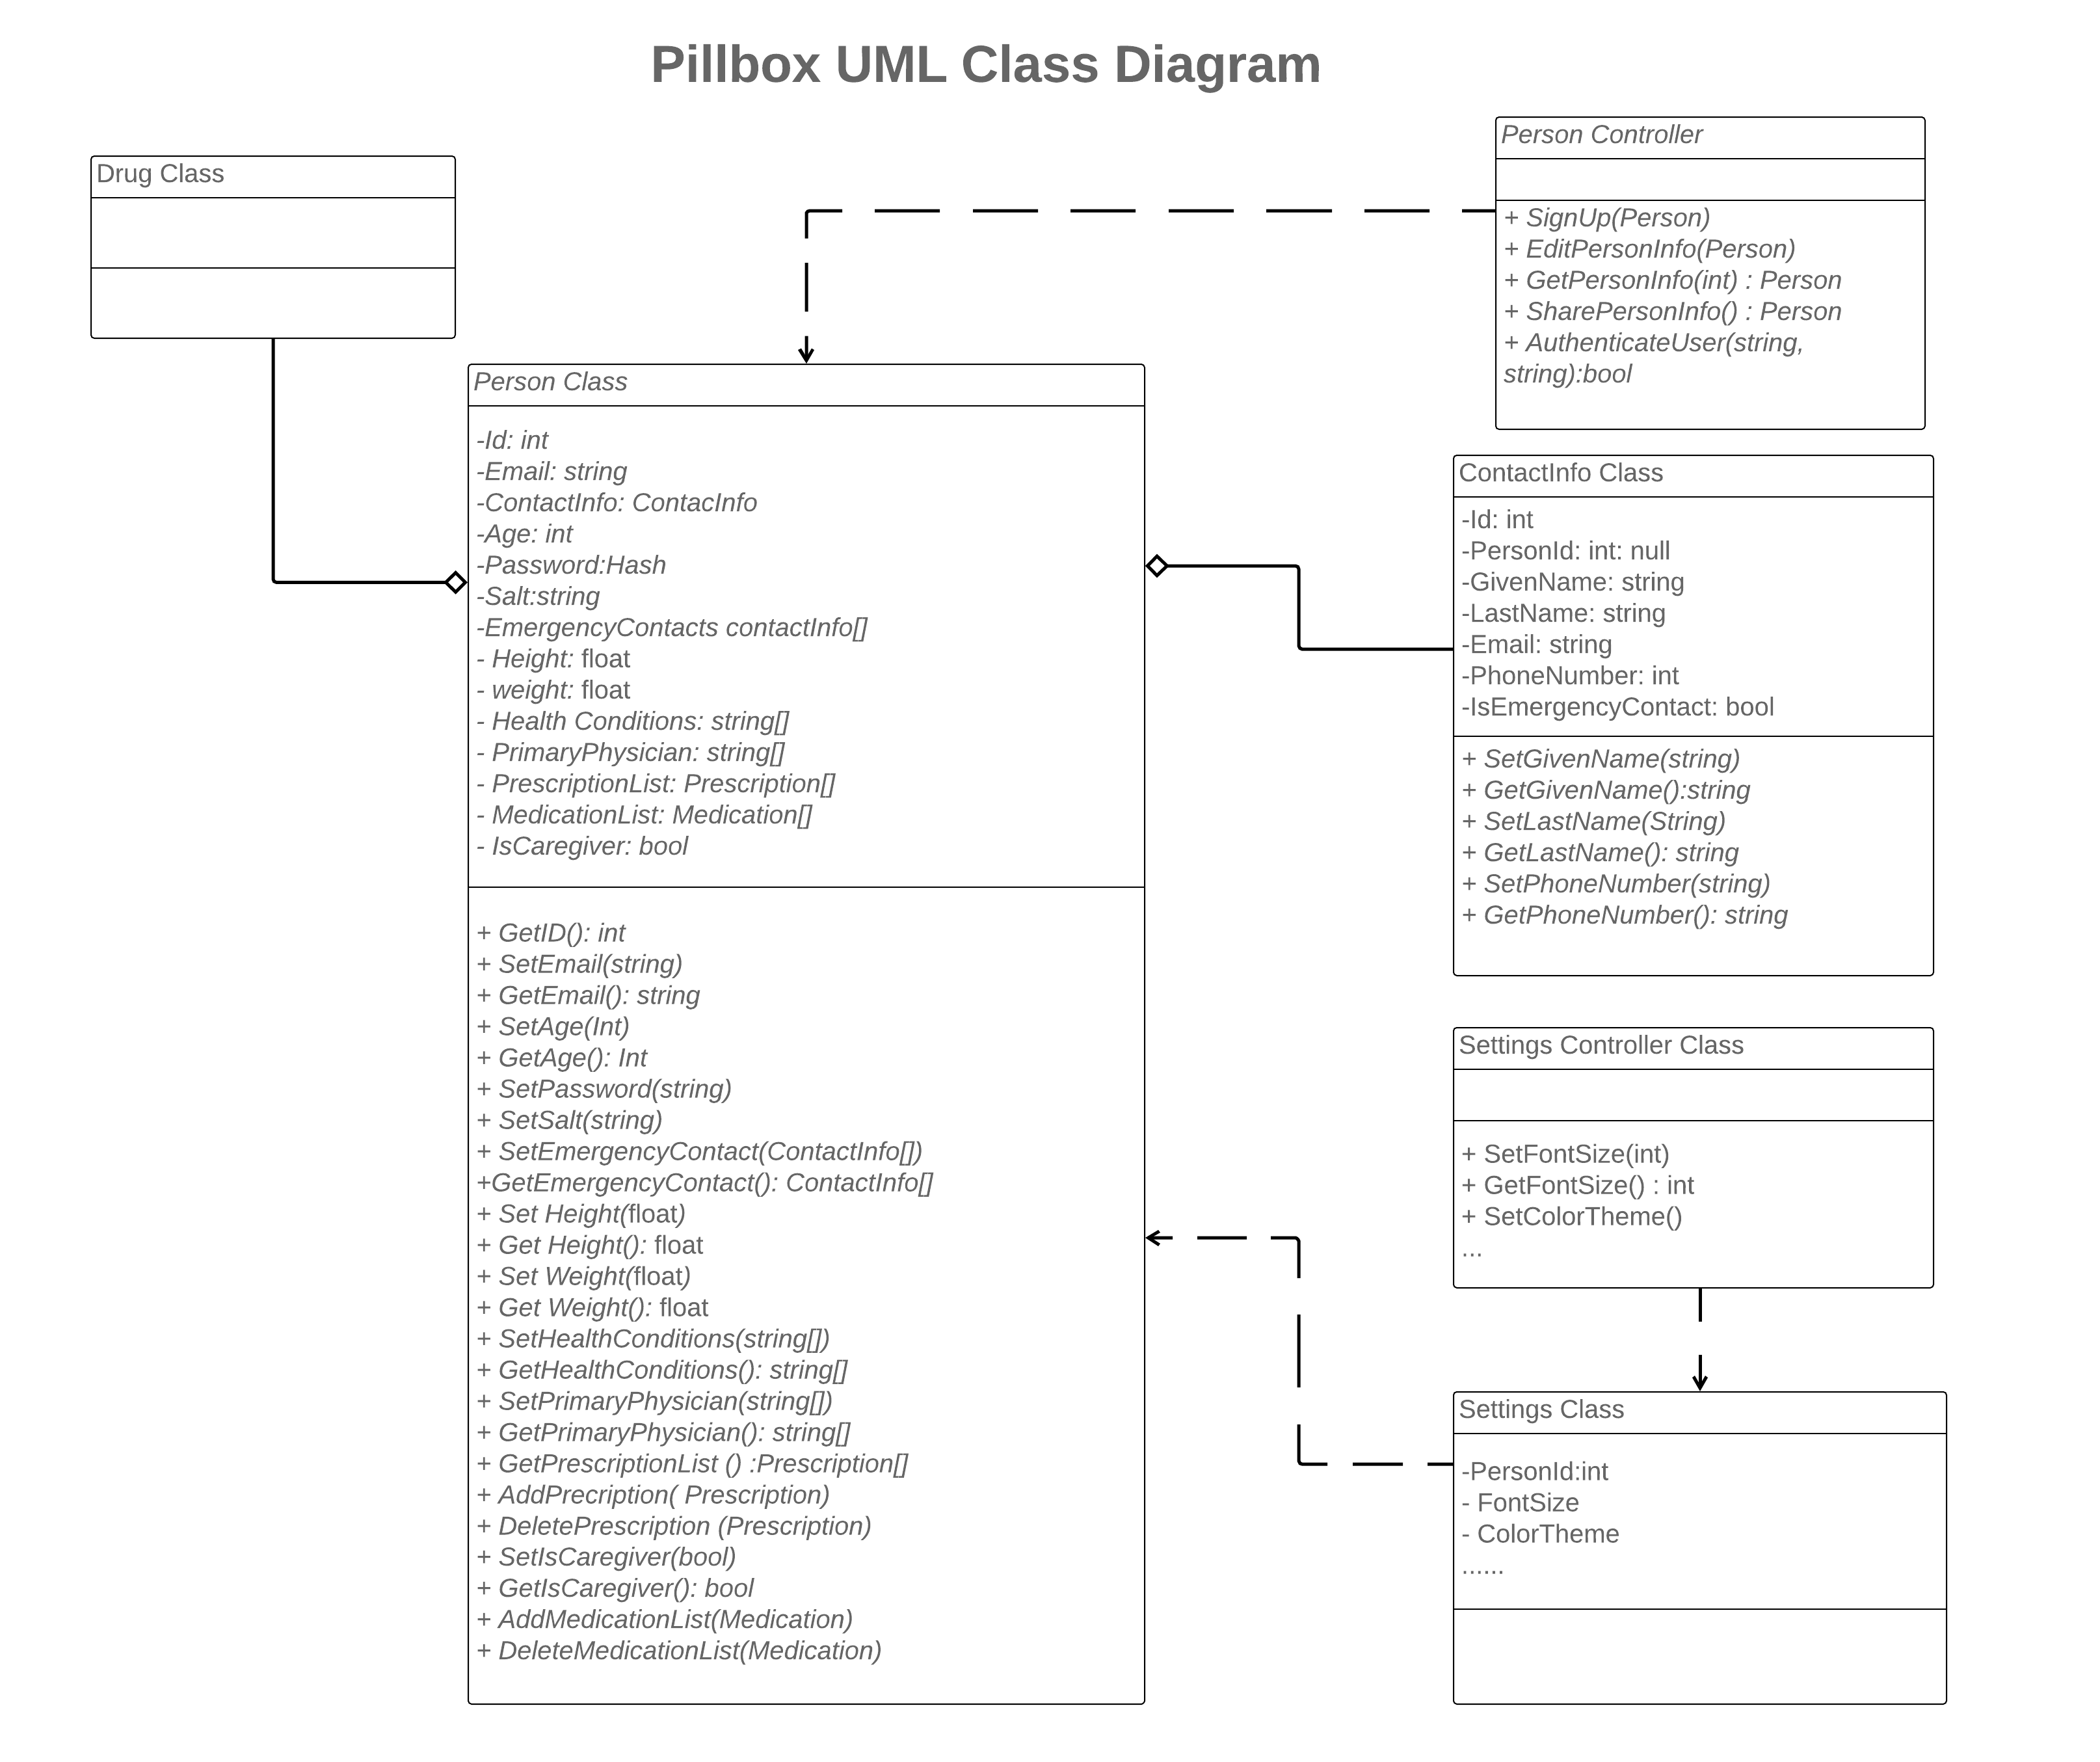 Pillbox UML Class Diagram
Drug Class
Person Controller
+ SignUp(Person)
+ EditPersonInfo(Person)
+ GetPersonInfo(int) : Person
+ SharePersonInfo() : Person
+ AuthenticateUser(string,
string):bool
Person Class
-Id: int
-Email: string
-ContactInfo: ContacInfo
-Age: int
-Password:Hash
-Salt:string
-EmergencyContacts contactInfo[]
- Height: float
- weight: float
- Health Conditions: string[]
- PrimaryPhysician: string[]
- PrescriptionList: Prescription[]
- MedicationList: Medication[]
- IsCaregiver: bool
+ GetID(): int
+ SetEmail(string)
+ GetEmail(): string
+ SetAge(Int)
+ GetAge(): Int
+ SetPassword(string)
+ SetSalt(string)
+ SetEmergencyContact(ContactInfo[])
+GetEmergencyContact(): ContactInfo[]
+ Set Height(float)
+ Get Height(): float
+ Set Weight(float)
+ Get Weight(): float
+ SetHealthConditions(string[])
+ GetHealthConditions(): string[]
+ SetPrimaryPhysician(string[])
+ GetPrimaryPhysician(): string[]
+ GetPrescriptionList () :Prescription[]
+ AddPrecription( Prescription)
+ DeletePrescription (Prescription)
+ SetIsCaregiver(bool)
+ GetIsCaregiver(): bool
+ AddMedicationList(Medication)
+ DeleteMedicationList(Medication)
ContactInfo Class
-Id: int
-PersonId: int: null
-GivenName: string
-LastName: string
-Email: string
-PhoneNumber: int
-IsEmergencyContact: bool
+ SetGivenName(string)
+ GetGivenName():string
+ SetLastName(String)
+ GetLastName(): string
+ SetPhoneNumber(string)
+ GetPhoneNumber(): string
Settings Controller Class
+ SetFontSize(int)
+ GetFontSize() : int
+ SetColorTheme()
...
Settings Class
-PersonId:int
- FontSize
- ColorTheme
......